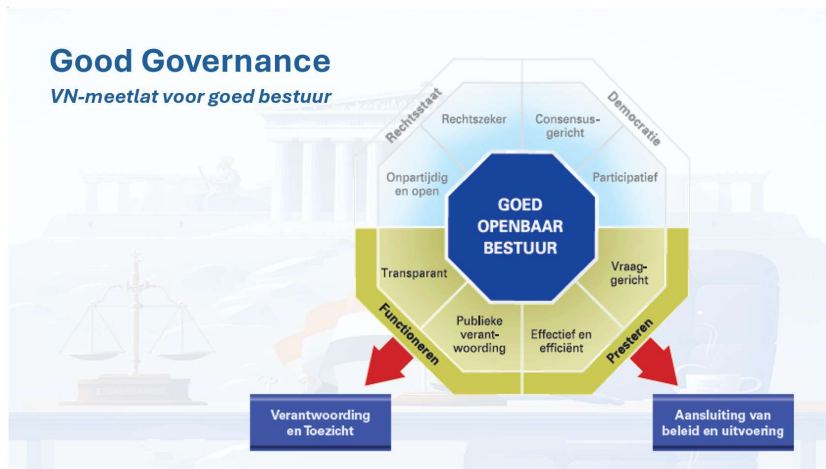 Good Governance
VN-meetlat voor goed bestuur
Rechtsstaat
Democratie
Rechtszeker
Consensus-
gericht
Onpartijdig
en open
Participatief
GOED
OPENBAAR
BESTUUR
Transparant
Vraag-
gericht
Publieke
verant-
woording
Effectief en
efficiënt
Functioneren
Presteren
Verantwoording
en Toezicht
Aansluiting van
beleid en uitvoering